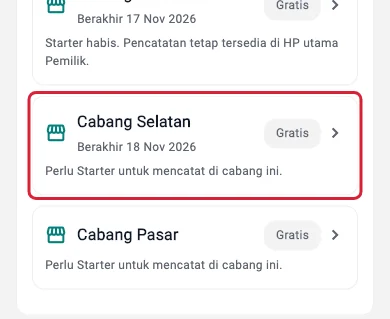 Gratis
Berakhir 17 Nov 2026
Starter habis. Pencatatan tetap tersedia di HP utama
Pemilik.
Cabang Selatan
Gratis
Berakhir 18 Nov 2026
Perlu Starter untuk mencatat di cabang ini.
Cabang Pasar
Gratis
Perlu Starter untuk mencatat di cabang ini.